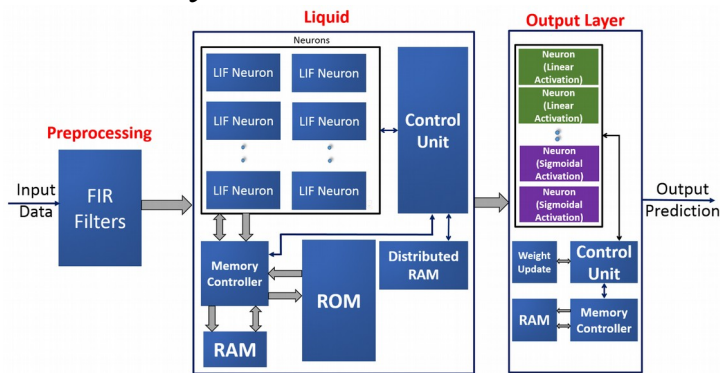 Liquid
Output Layer
Preprocessing
Input
Data
FIR
Filters
Neurons
LIF Neuron
LIF Neuron
LIF Neuron
LIF Neuron
LIF Neuron
LIF Neuron
Control
Unit
Memory
Controller
ROM
RAM
Distributed
RAM
Neuron
(Linear
Activation)
Neuron
(Linear
Activation)
Neuron
(Sigmoidal
Activation)
Neuron
(Sigmoidal
Activation)
Weight
Update
Control
Unit
RAM
Memory
Controller
Output
Prediction